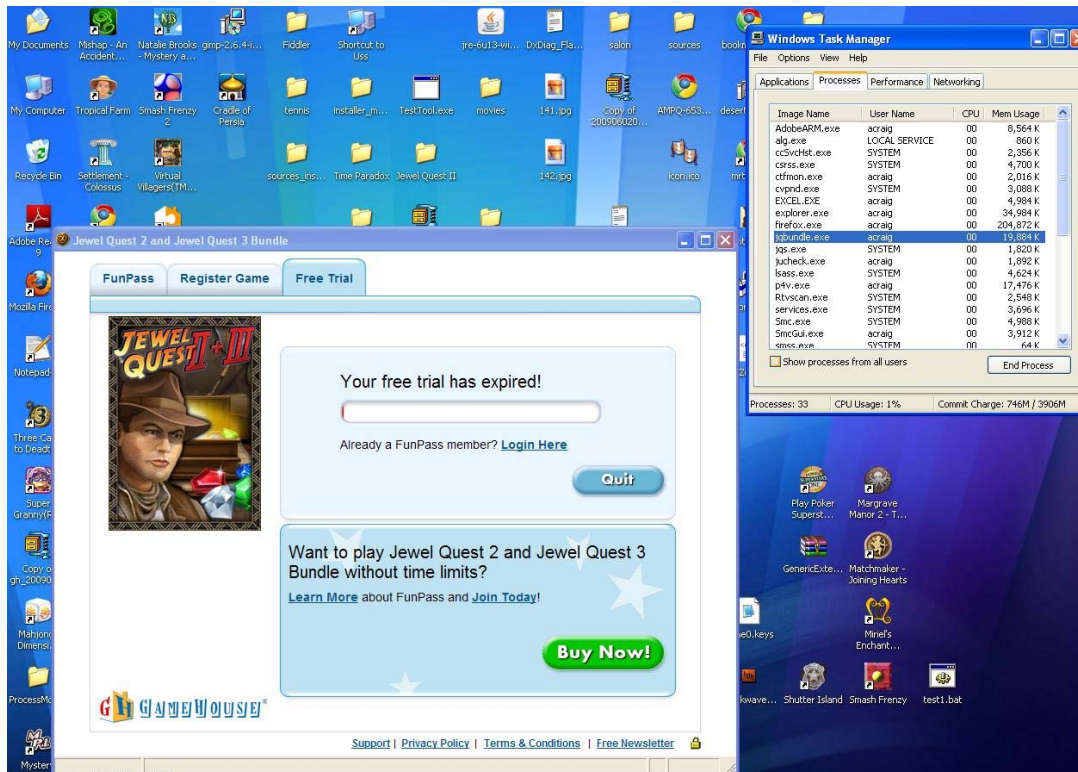 My Documents
Mishap - An
Accident...
Natalie Brooks
- Mystery a...
gimp-2.6.4-i...
Fiddler
Shortcut to
Uss
jre-6u13-wi...
DxDiag_Fla...
salon
sources
My Computer
Tropical Farm
Smash Frenzy
2
Cradle of
Persia
tennis
installer_m...
TestTool.exe
movies
141.jpg
Copy of
200906020...
AMPQ-653...
Recycle Bin
Settlement -
Colossus
Virtual
Villagers(TM...
sources_ins...
Time Paradox
Jewel Quest II
142.jpg
icon.ico
Adobe Re
9
Mozilla Fire
Notepad
Three Ca
to Deadt
Super
Granny(R
Copy o
gh_20090
Mahjong
Dimensi
ProcessMo
Mystery
Jewel Quest 2 and Jewel Quest 3 Bundle
FunPass
Register Game
Free Trial
JEWEL
QUEST II + III
Your free trial has expired!
Already a FunPass member? Login Here
Quit
Want to play Jewel Quest 2 and Jewel Quest 3
Bundle without time limits?
Learn More about FunPass and Join Today!
Buy Now!
GH GAMEHOUSE®
Support | Privacy Policy | Terms & Conditions | Free Newsletter
Windows Task Manager
File Options View Help
Applications Processes Performance Networking
Image Name User Name CPU Mem Usage
AdobeARM.exe acraig 00 8,564 K
alg.exe LOCAL SERVICE 00 860 K
ccSvcHst.exe SYSTEM 00 2,356 K
csrss.exe SYSTEM 00 4,700 K
ctfmon.exe acraig 00 2,016 K
cvpnd.exe SYSTEM 00 3,088 K
EXCEL.EXE acraig 00 4,984 K
explorer.exe acraig 00 34,984 K
firefox.exe acraig 00 204,872 K
jqbundle.exe acraig 00 19,884 K
jqs.exe SYSTEM 00 1,820 K
jucheck.exe acraig 00 1,892 K
lsass.exe SYSTEM 00 4,624 K
p4v.exe acraig 00 17,476 K
Rtvscan.exe SYSTEM 00 2,548 K
services.exe SYSTEM 00 3,696 K
Smc.exe SYSTEM 00 4,988 K
SmcGui.exe acraig 00 3,912 K
smss.exe SYSTEM 00 64 K
Show processes from all users
End Process
Processes: 33 CPU Usage: 1% Commit Charge: 746M / 3906M
Play Poker
Superst...
Margrave
Manor 2 - T...
GenericExte...
Matchmaker -
Joining Hearts
e0.keys
Miriel's
Enchant...
kwave...
Shutter Island
Smash Frenzy
test1.bat